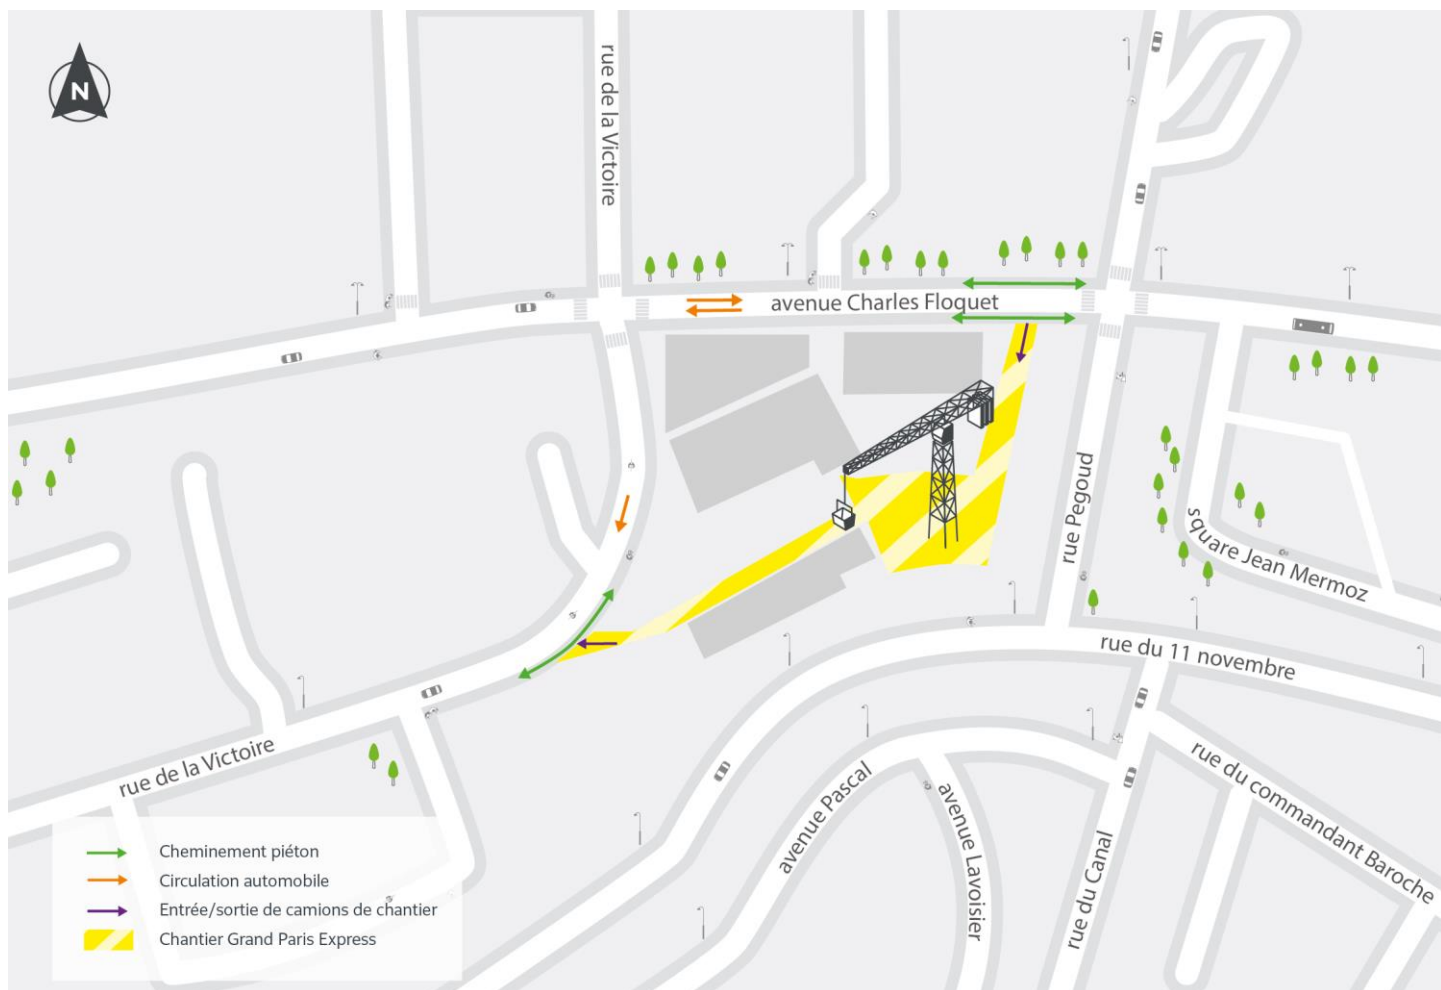 N
rue de la Victoire
avenue Charles Floquet
rue Pegoud
square Jean Mermoz
rue du 11 novembre
rue de la Victoire
avenue Pascal
avenue Lavoisier
rue du Canal
rue du commandant Baroche
Cheminement piéton
Circulation automobile
Entrée/sortie de camions de chantier
Chantier Grand Paris Express